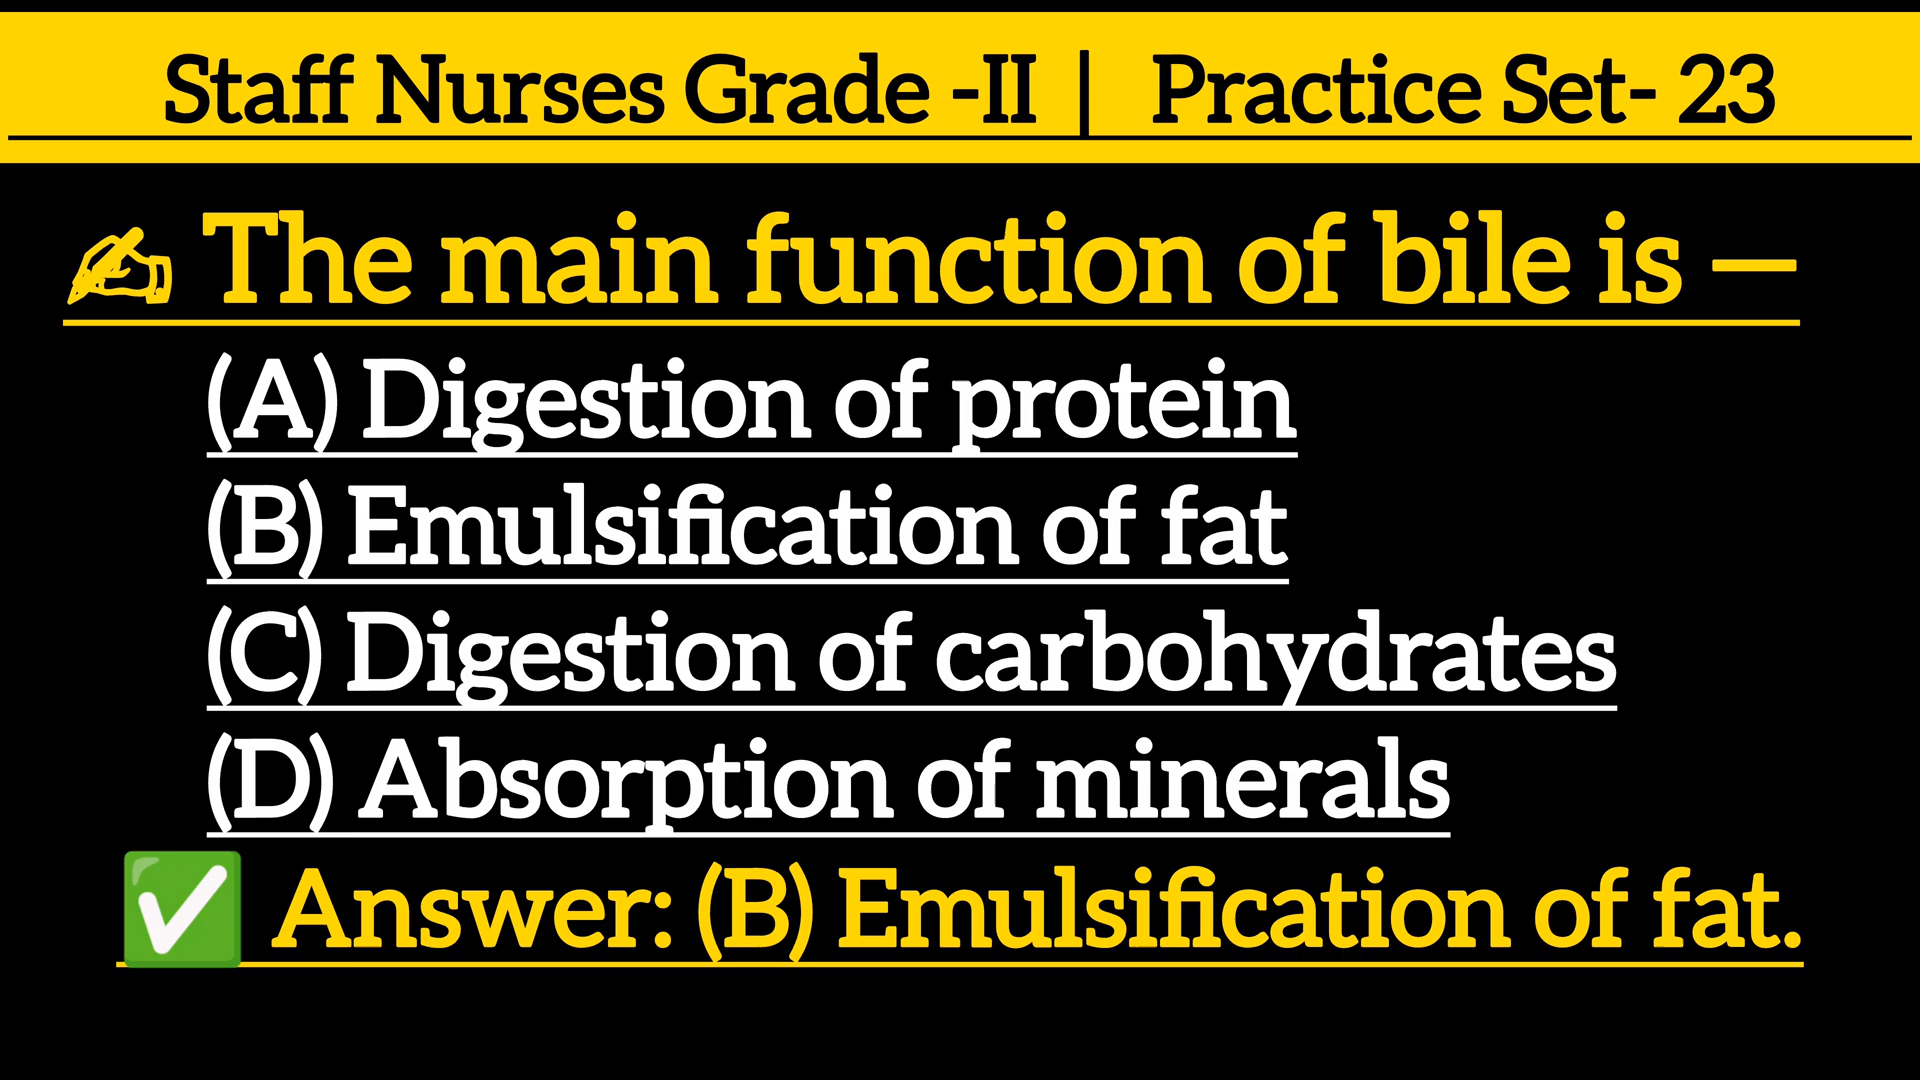 Staff Nurses Grade -II | Practice Set- 23
✍ The main function of bile is —
(A) Digestion of protein
(B) Emulsification of fat
(C) Digestion of carbohydrates
(D) Absorption of minerals
✅ Answer: (B) Emulsification of fat.